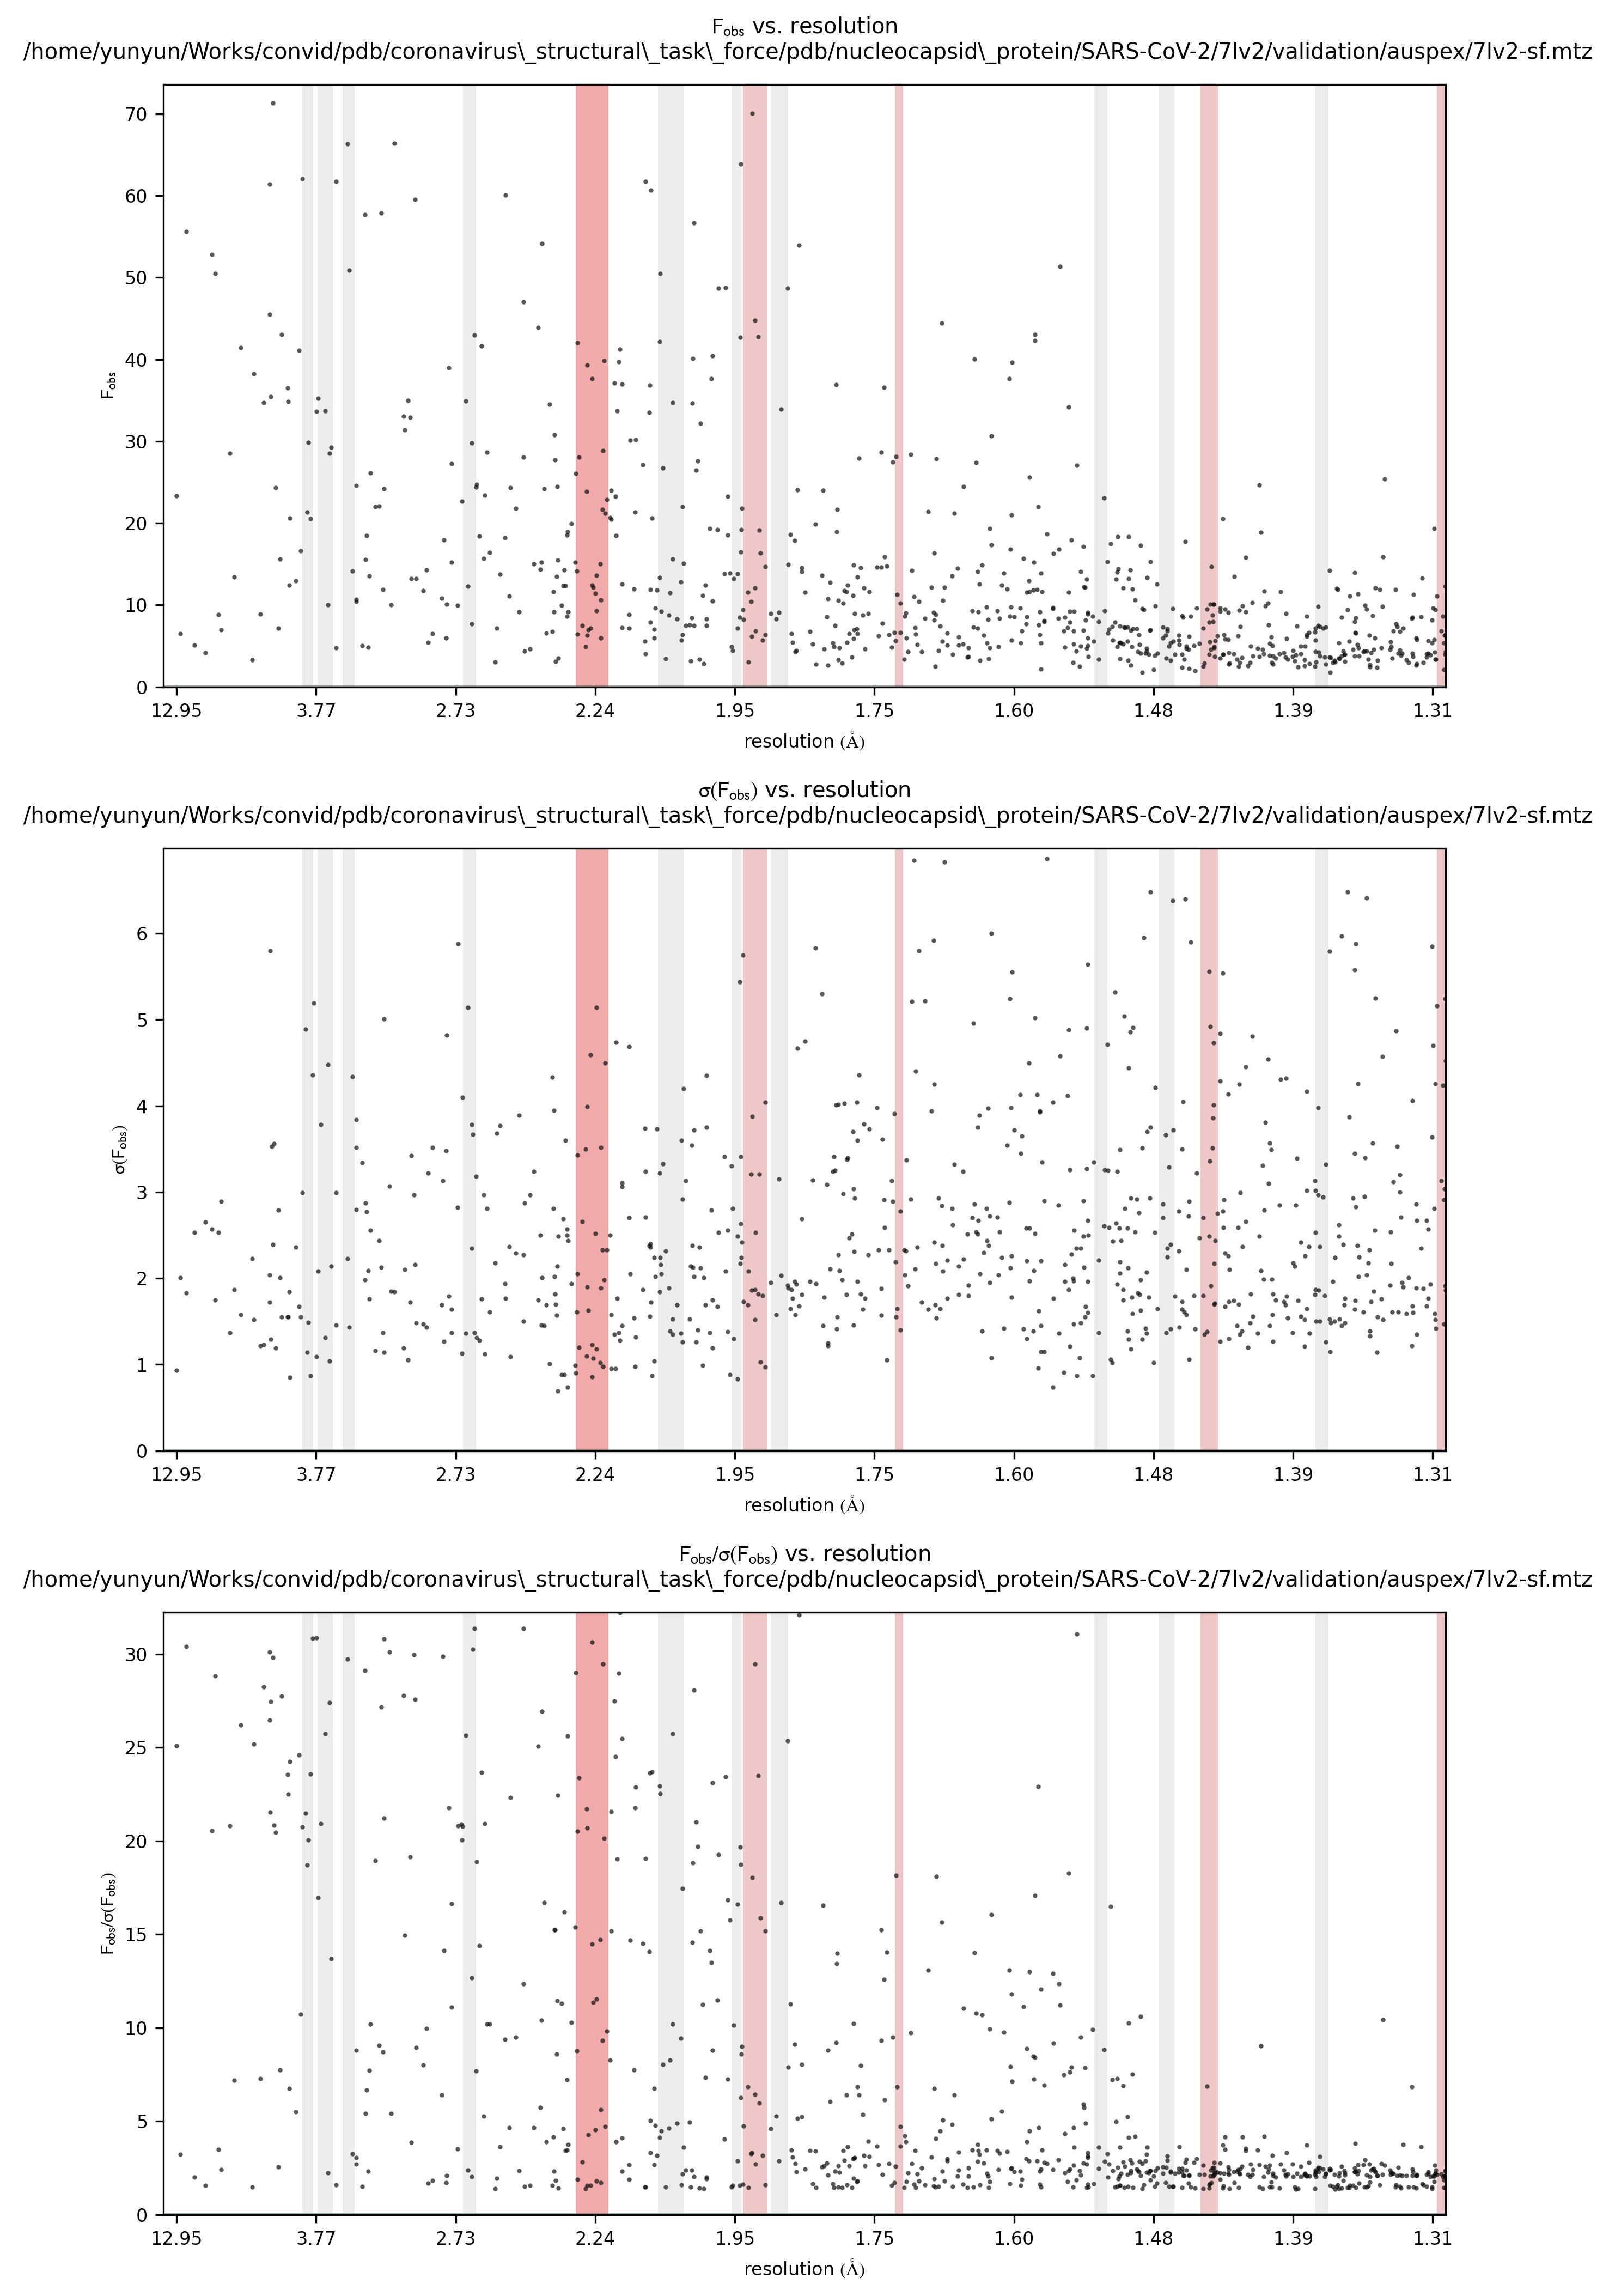 Fobs vs. resolution
/home/yunyun/Works/convid/pdb/coronavirus\_structural\_task\_force/pdb/nucleocapsid\_protein/SARS-CoV-2/7lv2/validation/auspex/7lv2-sf.mtz
70
60
50
40
30
20
10
0
Fobs
12.95 3.77 2.73 2.24 1.95 1.75 1.60 1.48 1.39 1.31
resolution (Å)
σ(Fobs) vs. resolution
/home/yunyun/Works/convid/pdb/coronavirus\_structural\_task\_force/pdb/nucleocapsid\_protein/SARS-CoV-2/7lv2/validation/auspex/7lv2-sf.mtz
6
5
4
3
2
1
0
σ(Fobs)
12.95 3.77 2.73 2.24 1.95 1.75 1.60 1.48 1.39 1.31
resolution (Å)
Fobs/σ(Fobs) vs. resolution
/home/yunyun/Works/convid/pdb/coronavirus\_structural\_task\_force/pdb/nucleocapsid\_protein/SARS-CoV-2/7lv2/validation/auspex/7lv2-sf.mtz
30
25
20
15
10
5
0
Fobs/σ(Fobs)
12.95 3.77 2.73 2.24 1.95 1.75 1.60 1.48 1.39 1.31
resolution (Å)